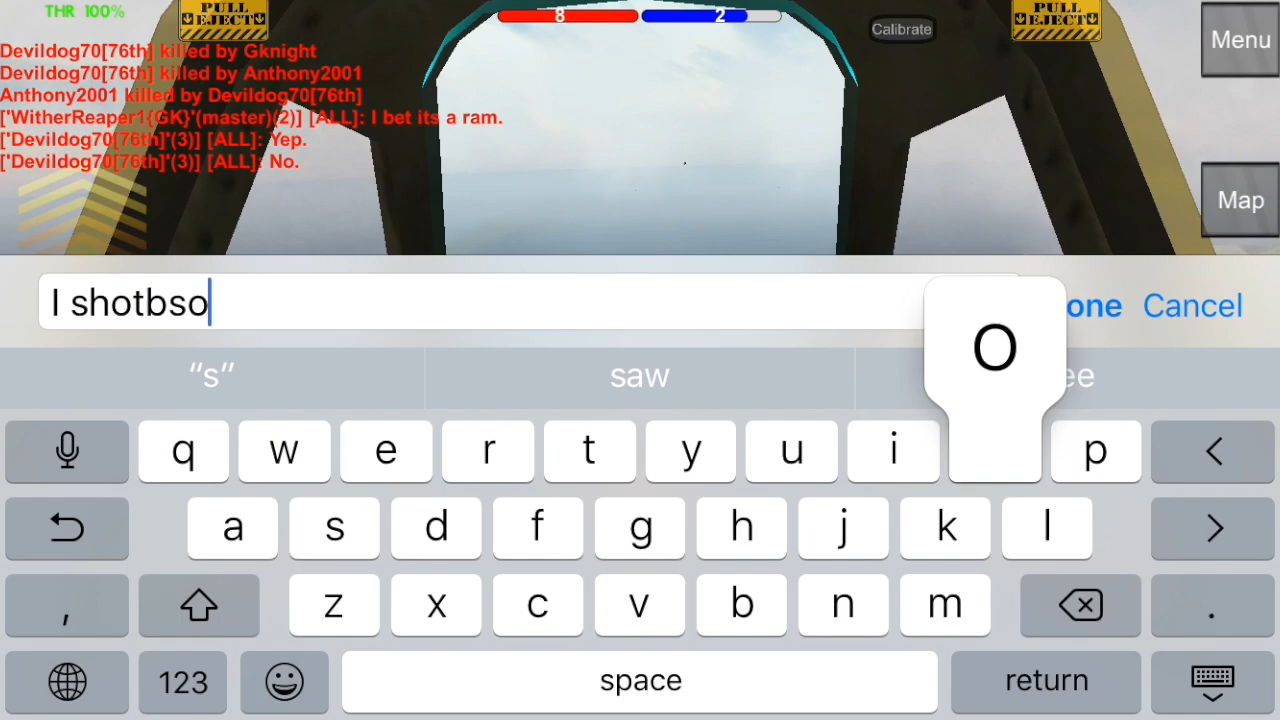 THR 100%
PULL
EJECT
8
2
Calibrate
PULL
EJECT
Menu
Devildog70[76th] killed by Gknight
Devildog70[76th] killed by Anthony2001
Anthony2001 killed by Devildog70[76th]
['WitherReaper1{GK}'(master)(2)] [ALL]: I bet its a ram.
['Devildog70[76th]'(3)] [ALL]: Yep.
['Devildog70[76th]'(3)] [ALL]: No.
Map
I shotbso
one
Cancel
“s”
saw
ee
O
q w e r t y u i p <
a s d f g h j k l >
, z x c v b n m .
123
space
return